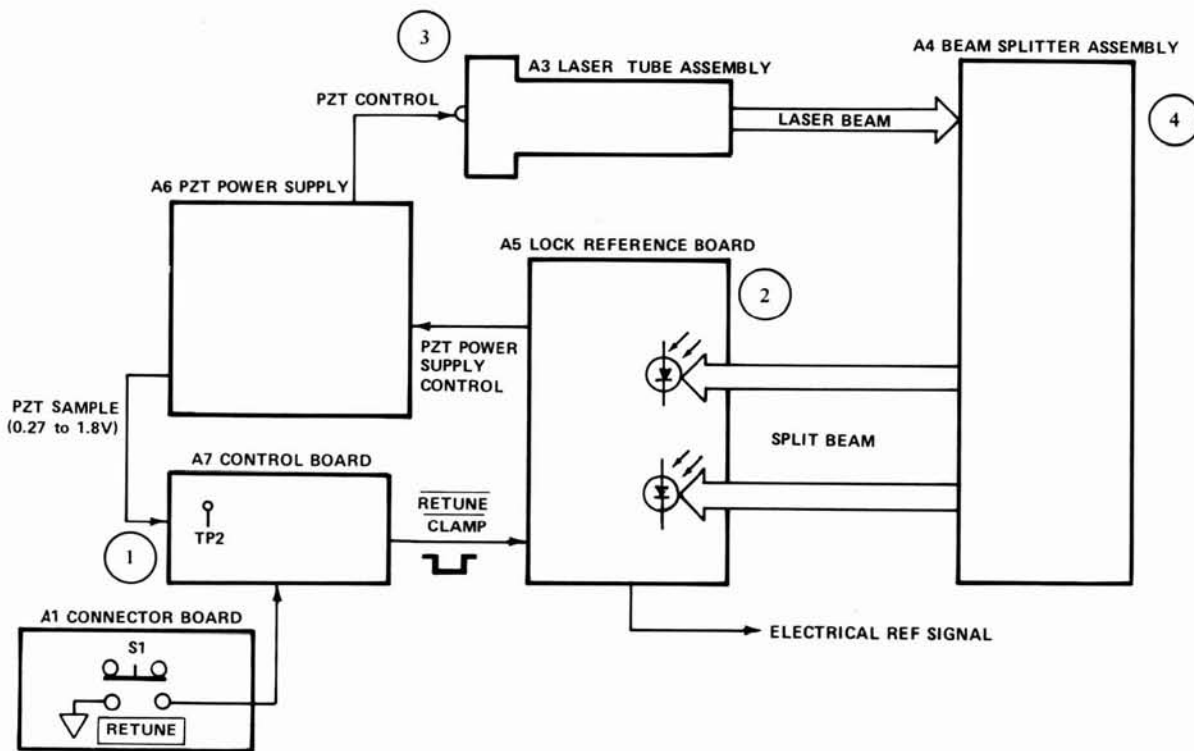 3
A4 BEAM SPLITTER ASSEMBLY
A3 LASER TUBE ASSEMBLY
PZT CONTROL
LASER BEAM
4
A6 PZT POWER SUPPLY
A5 LOCK REFERENCE BOARD
2
PZT POWER
SUPPLY
CONTROL
PZT SAMPLE
(0.27 to 1.8V)
SPLIT BEAM
A7 CONTROL BOARD
RETUNE
CLAMP
TP2
1
A1 CONNECTOR BOARD
S1
ELECTRICAL REF SIGNAL
RETUNE